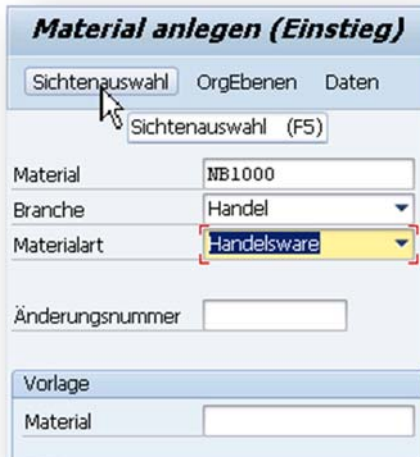 Material anlegen (Einstieg)
Sichtenauswahl OrgEbenen Daten
Sichtenauswahl (F5)
Material NB1000
Branche Handel
Materialart Handelsware
Änderungsnummer
Vorlage
Material